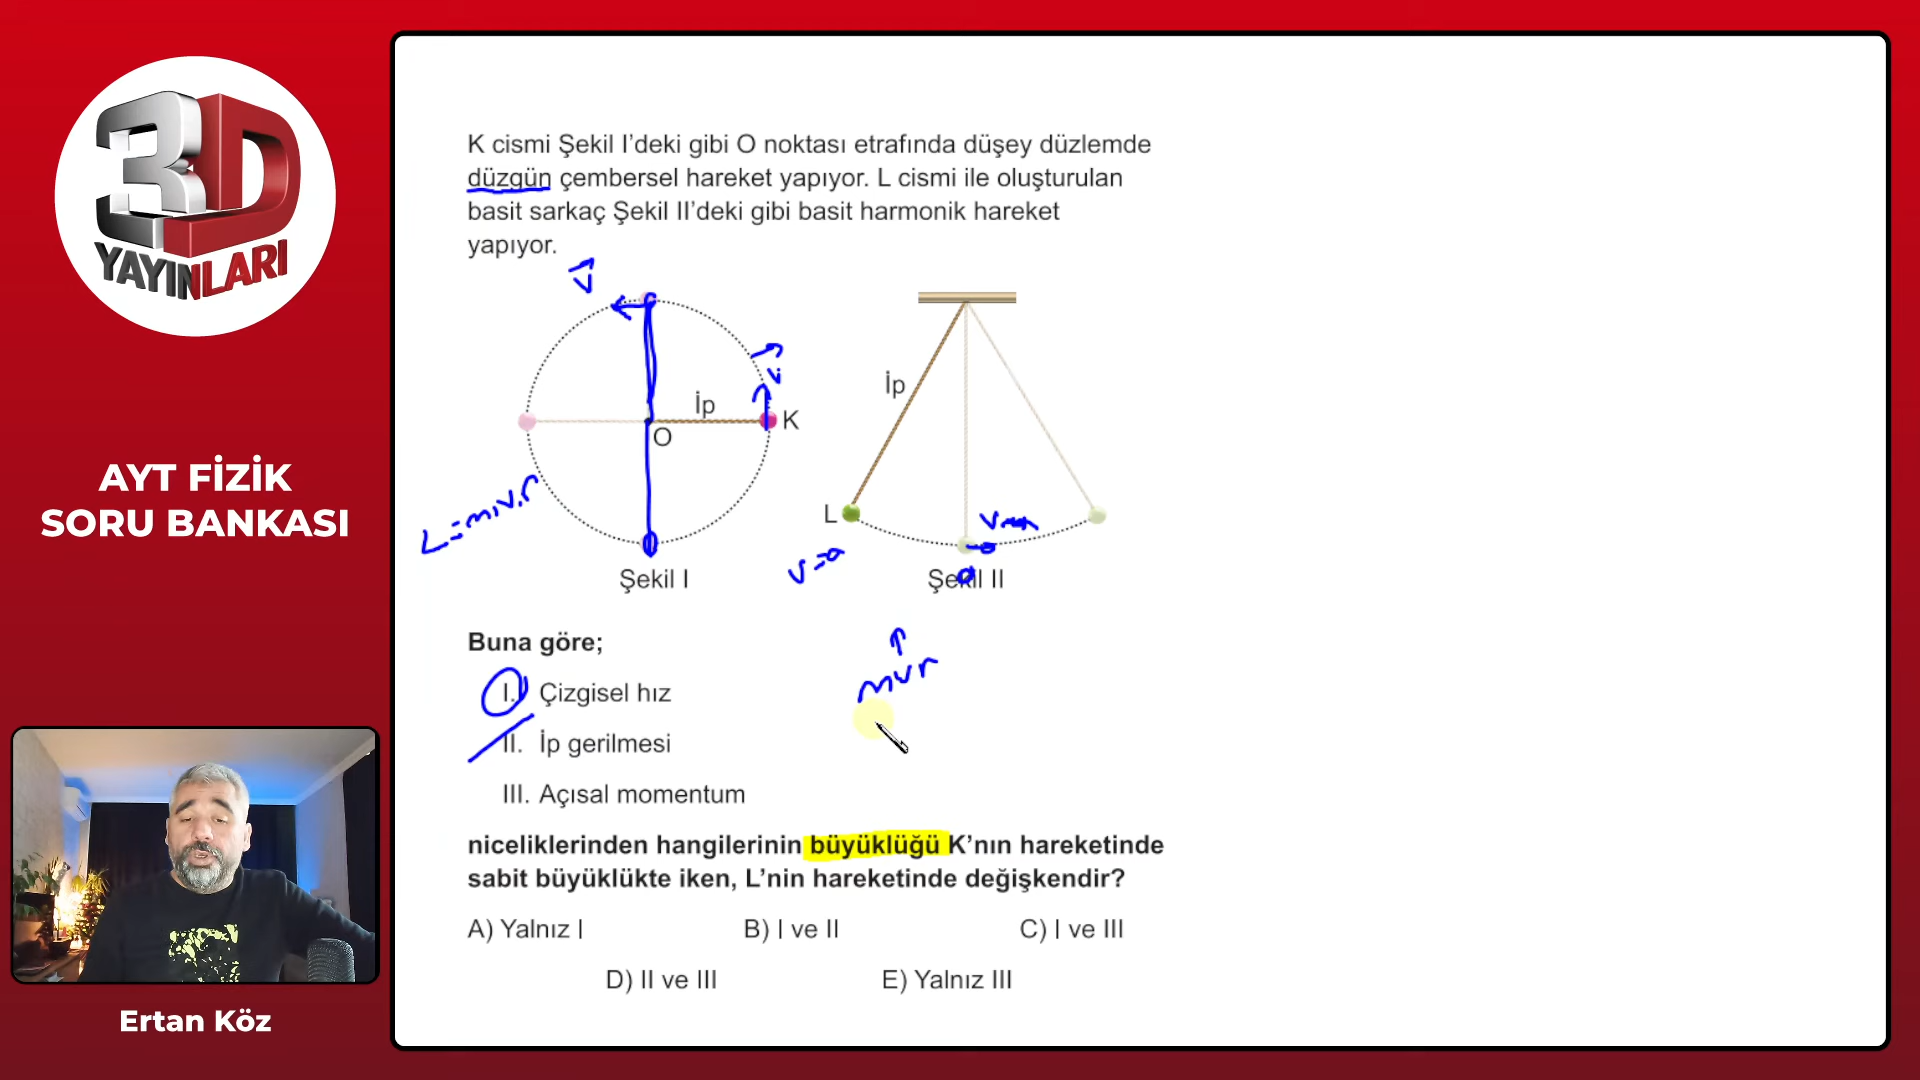 3D
YAYINLARI
AYT FİZİK
SORU BANKASI
Ertan Köz
K cismi Şekil I’deki gibi O noktası etrafında düşey düzlemde
düzgün çembersel hareket yapıyor. L cismi ile oluşturulan
basit sarkaç Şekil II’deki gibi basit harmonik hareket
yapıyor.
V
V
İp
K
O
L=m.v.r
Şekil I
İp
L
V=0
Şekil II
Buna göre;
mvr
I. Çizgisel hız
II. İp gerilmesi
III. Açısal momentum
niceliklerinden hangilerinin büyüklüğü K’nın hareketinde
sabit büyüklükte iken, L’nin hareketinde değişkendir?
A) Yalnız I B) I ve II C) I ve III
D) II ve III E) Yalnız III